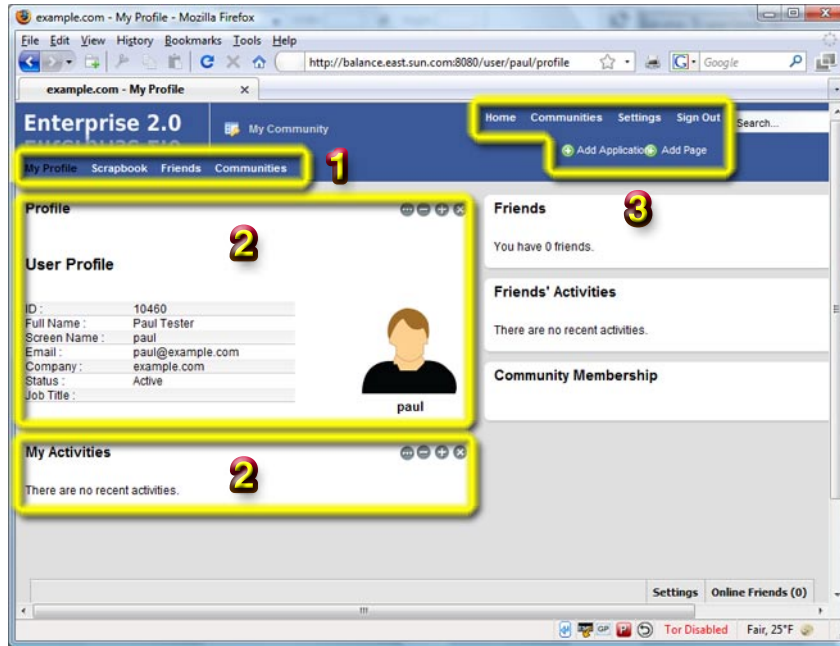 example.com - My Profile - Mozilla Firefox
File Edit View History Bookmarks Tools Help
http://balance.east.sun.com:8080/user/paul/profile
G Google
example.com - My Profile
Enterprise 2.0
My Community
Home Communities Settings Sign Out
Search...
Add Application Add Page
My Profile Scrapbook Friends Communities
1
3
Profile
2
User Profile
ID : 10460
Full Name : Paul Tester
Screen Name : paul
Email : paul@example.com
Company : example.com
Status : Active
Job Title :
paul
Friends
You have 0 friends.
Friends' Activities
There are no recent activities.
Community Membership
My Activities
2
There are no recent activities.
Settings Online Friends (0)
GP
Tor Disabled Fair, 25°F